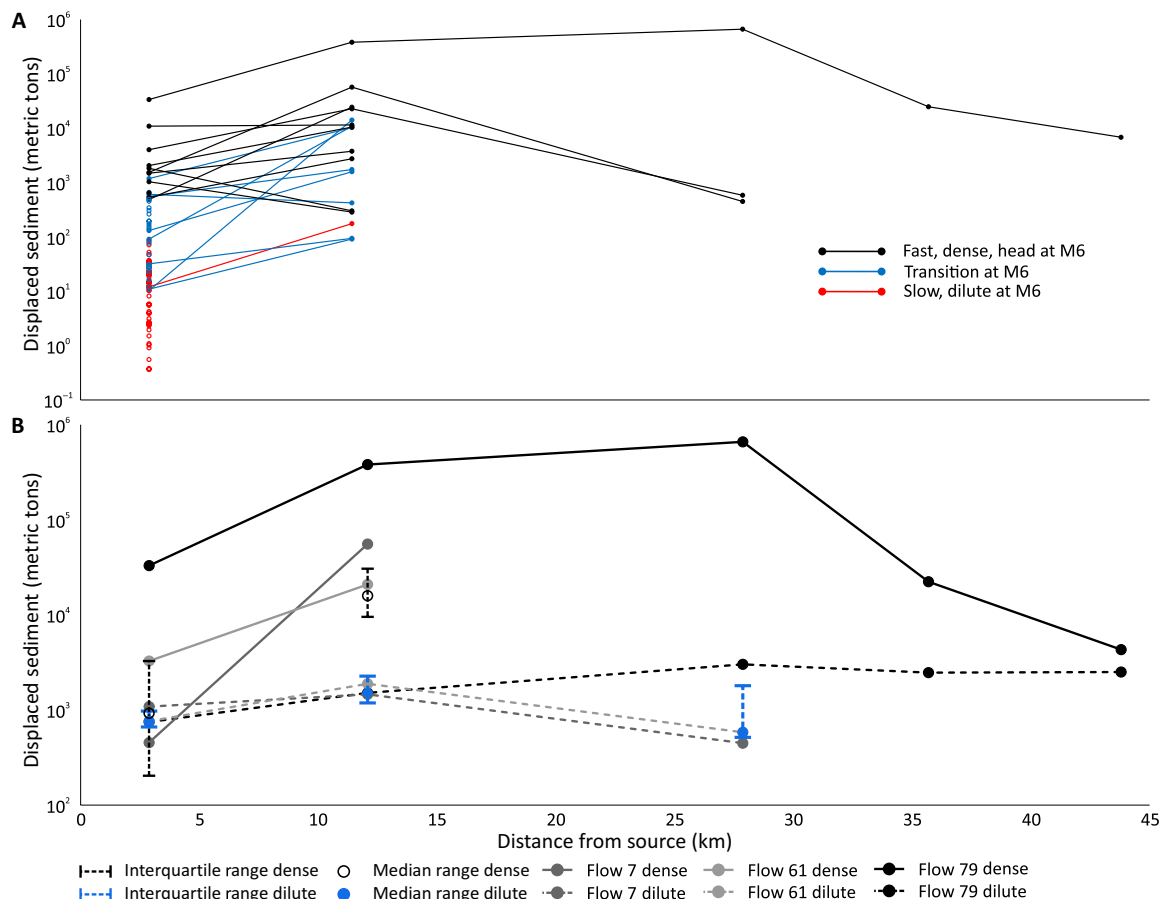 A
Displaced sediment (metric tons)
10⁶
10⁵
10⁴
10³
10²
10¹
10⁰
10⁻¹
Fast, dense, head at M6
Transition at M6
Slow, dilute at M6
B
Displaced sediment (metric tons)
10⁶
10⁵
10⁴
10³
10²
0 5 10 15 20 25 30 35 40 45
Distance from source (km)
Interquartile range dense Median range dense Flow 7 dense Flow 61 dense Flow 79 dense
Interquartile range dilute Median range dilute Flow 7 dilute Flow 61 dilute Flow 79 dilute